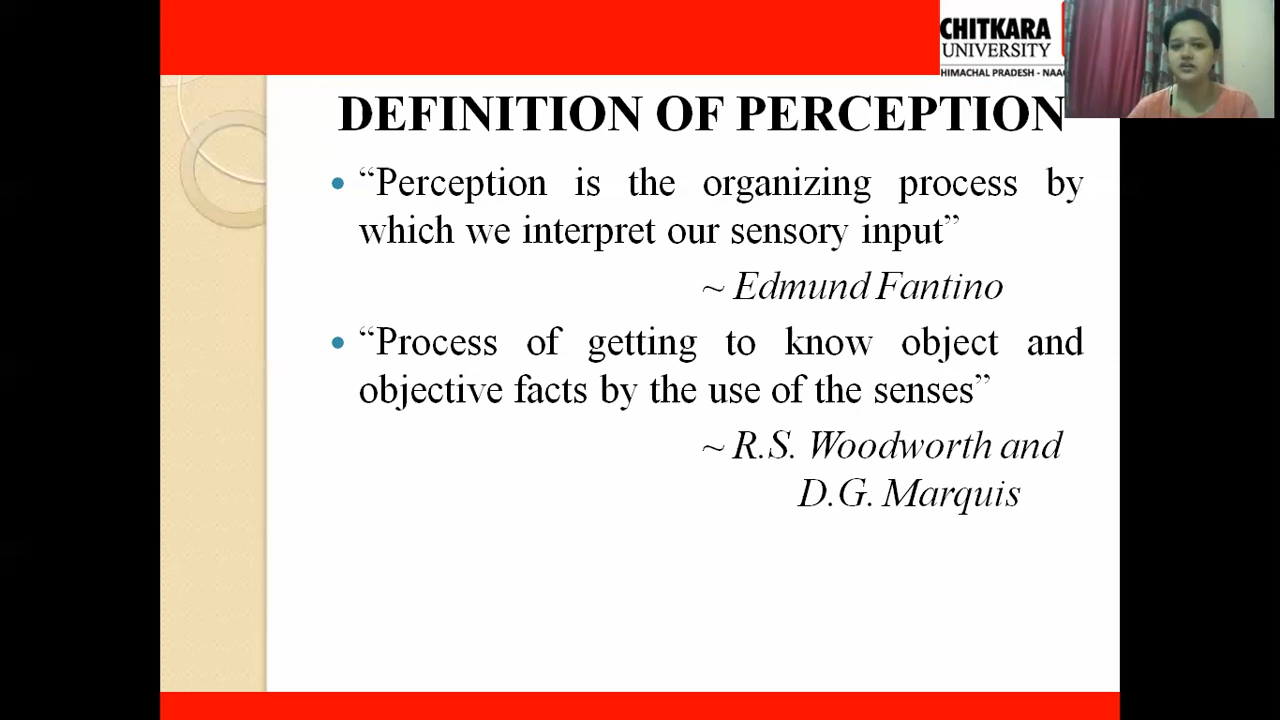 CHITKARA
UNIVERSITY
HIMACHAL PRADESH - NAA
DEFINITION OF PERCEPTION
• “Perception is the organizing process by
which we interpret our sensory input”
~ Edmund Fantino
• “Process of getting to know object and
objective facts by the use of the senses”
~ R.S. Woodworth and
D.G. Marquis